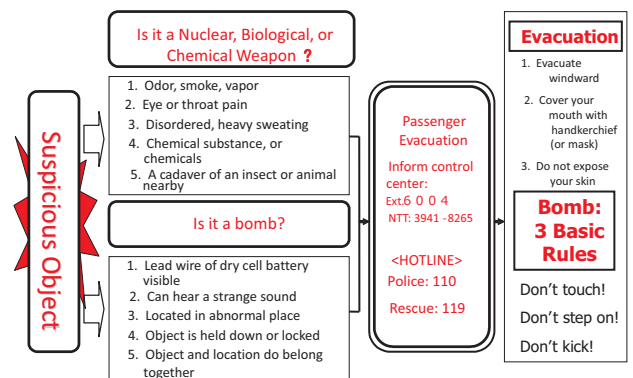 Suspicious Object
Is it a Nuclear, Biological, or
Chemical Weapon ?
1. Odor, smoke, vapor
2. Eye or throat pain
3. Disordered, heavy sweating
4. Chemical substance, or
chemicals
5. A cadaver of an insect or animal
nearby
Is it a bomb?
1. Lead wire of dry cell battery
visible
2. Can hear a strange sound
3. Located in abnormal place
4. Object is held down or locked
5. Object and location do belong
together
Passenger
Evacuation
Inform control
center:
Ext.6 0 0 4
NTT: 3941 -8265
<HOTLINE>
Police: 110
Rescue: 119
Evacuation
1. Evacuate
windward
2. Cover your
mouth with
handkerchief
(or mask)
3. Do not expose
your skin
Bomb:
3 Basic
Rules
Don't touch!
Don't step on!
Don't kick!